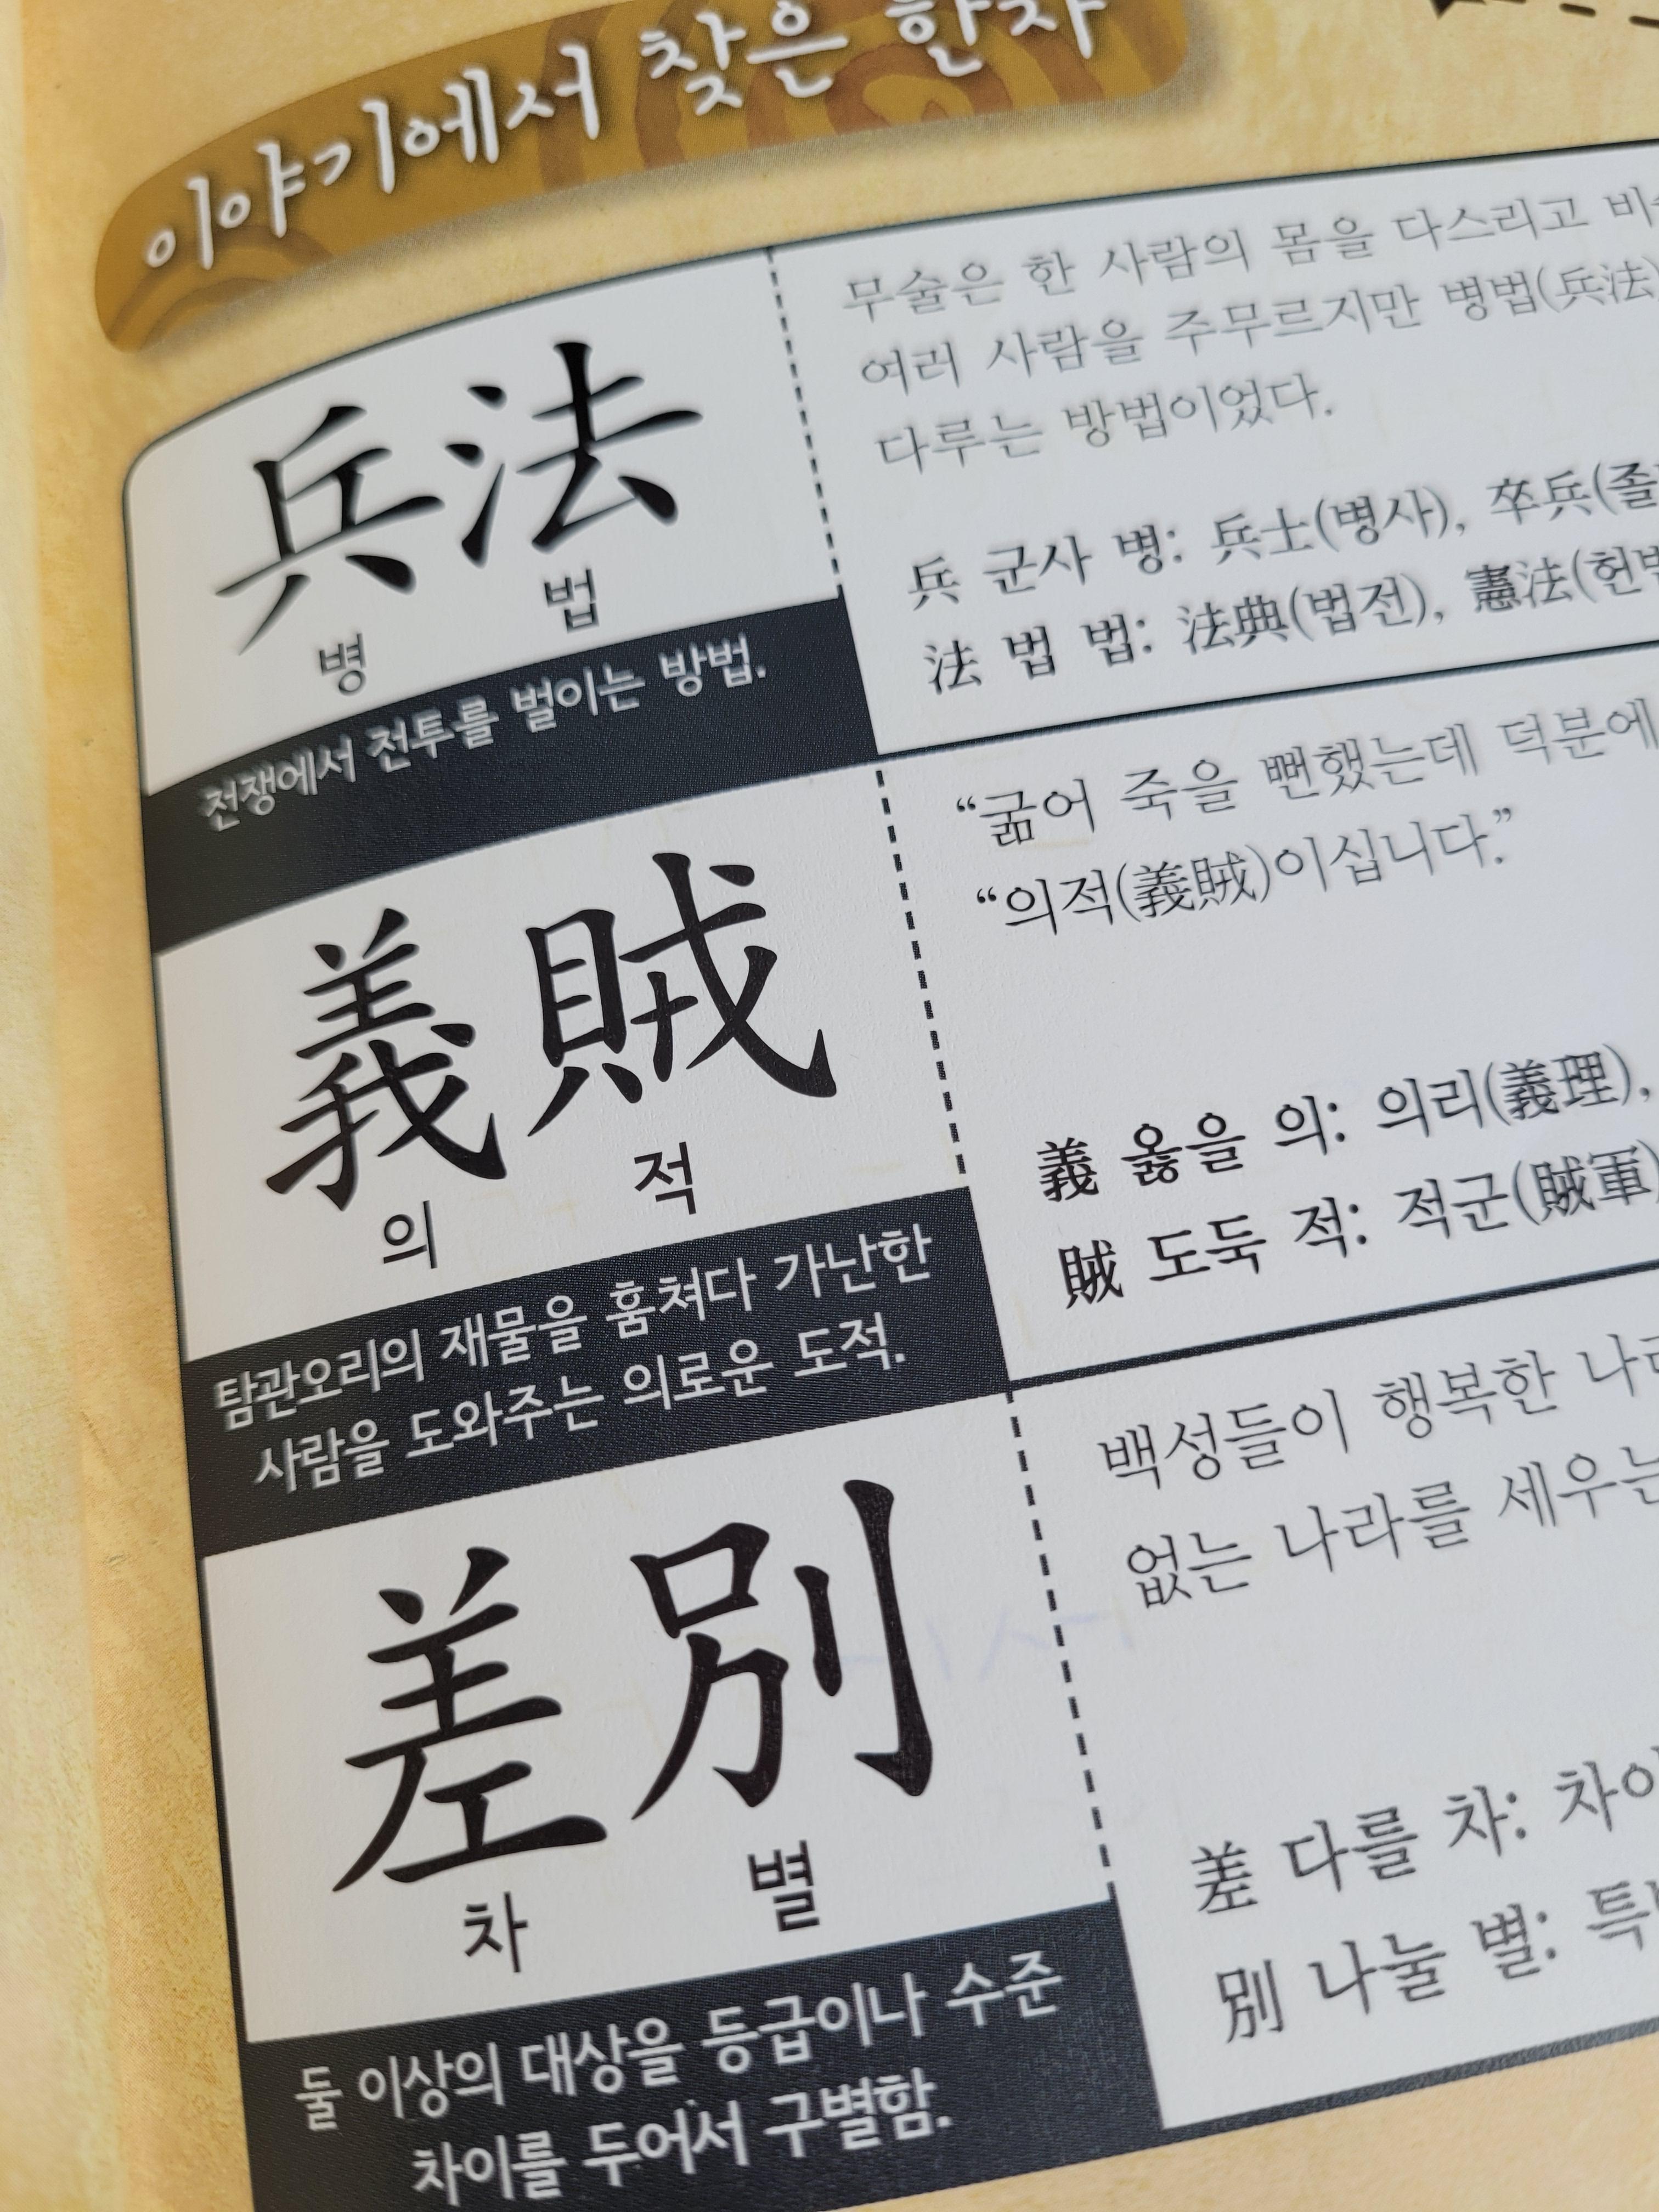 이야기에서 찾은 한자
兵法
병 법
전쟁에서 전투를 벌이는 방법.
무술은 한 사람의 몸을 다스리고
여러 사람을 주무르지만 병법(兵法)
다루는 방법이었다.
兵 군사 병: 兵士(병사), 卒兵(졸
法 법 법: 法典(법전), 憲法(헌법
義賊
의 적
탐관오리의 재물을 훔쳐다 가난한
사람을 도와주는 의로운 도적.
“굶어 죽을 뻔했는데 덕분에
“의적(義賊)이십니다.”
義 옳을 의: 의리(義理),
賊 도둑 적: 적군(賊軍)
差別
차 별
둘 이상의 대상을 등급이나 수준
차이를 두어서 구별함.
백성들이 행복한
없는 나라를 세우는
差 다를 차:
別 나눌 별: